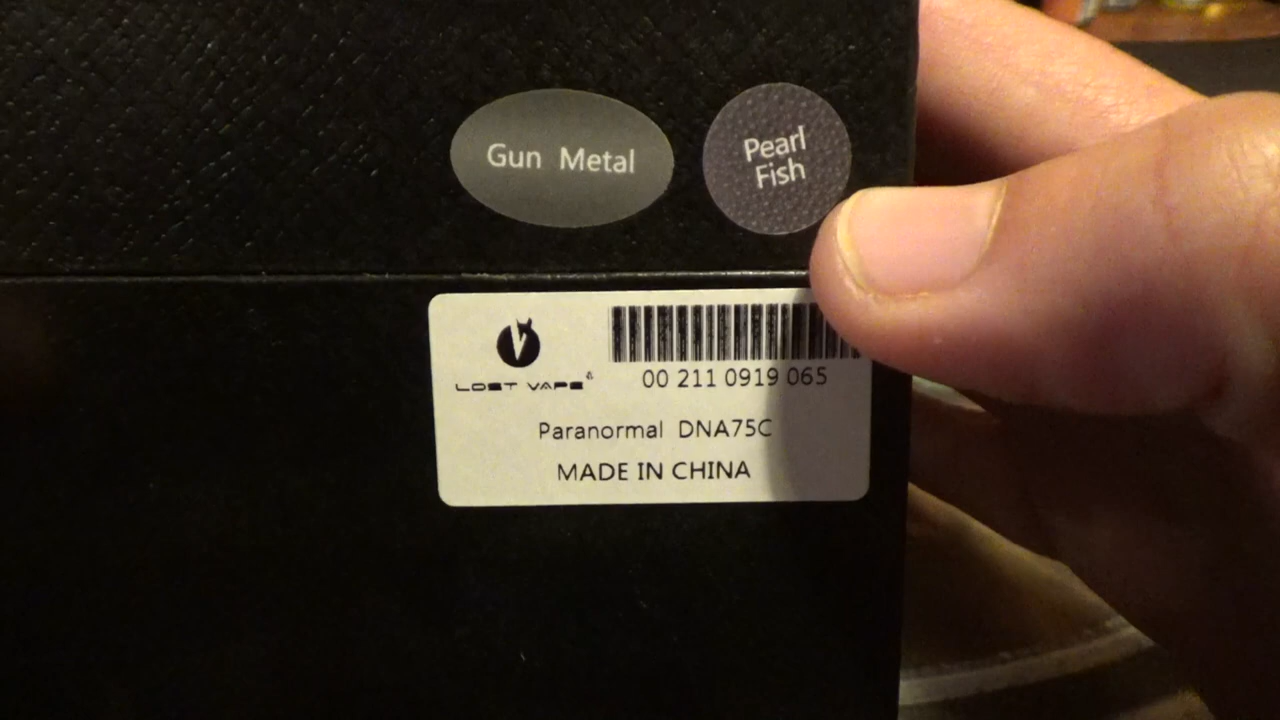 Gun Metal
Pearl
Fish
LOST VAPE
00 211 0919 065
Paranormal DNA75C
MADE IN CHINA